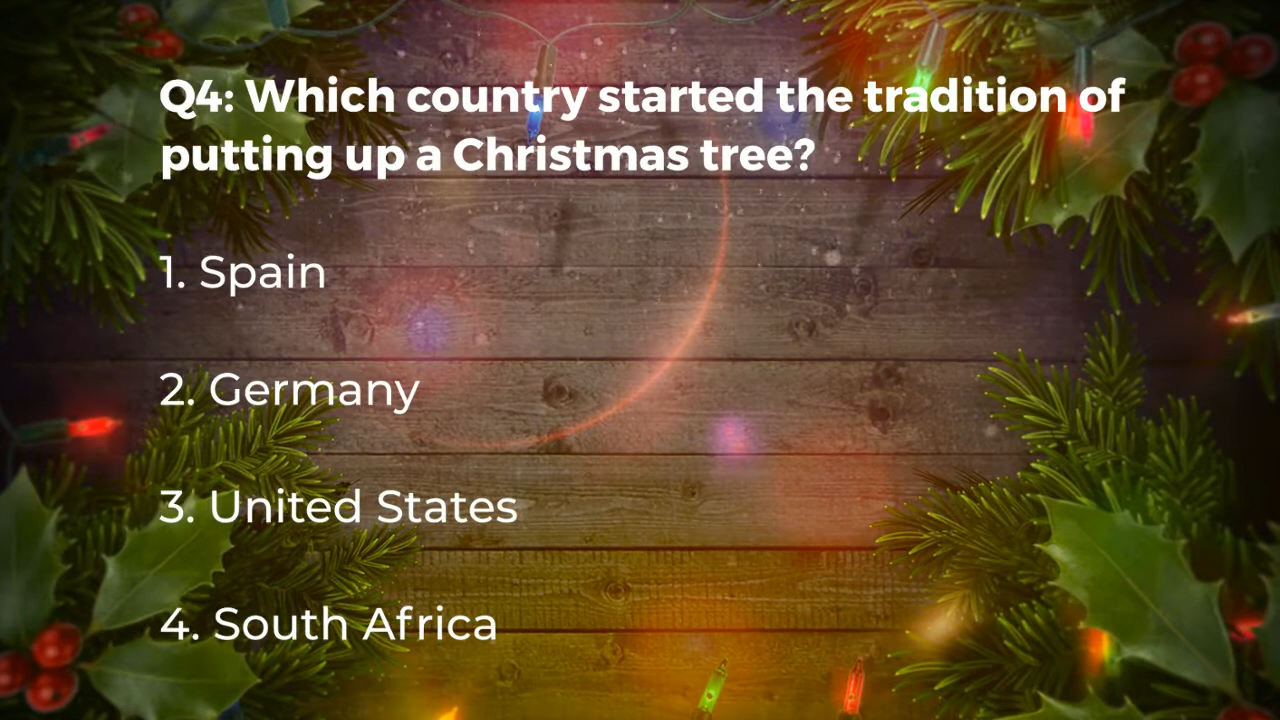 Q4: Which country started the tradition of
putting up a Christmas tree?
1. Spain
2. Germany
3. United States
4. South Africa